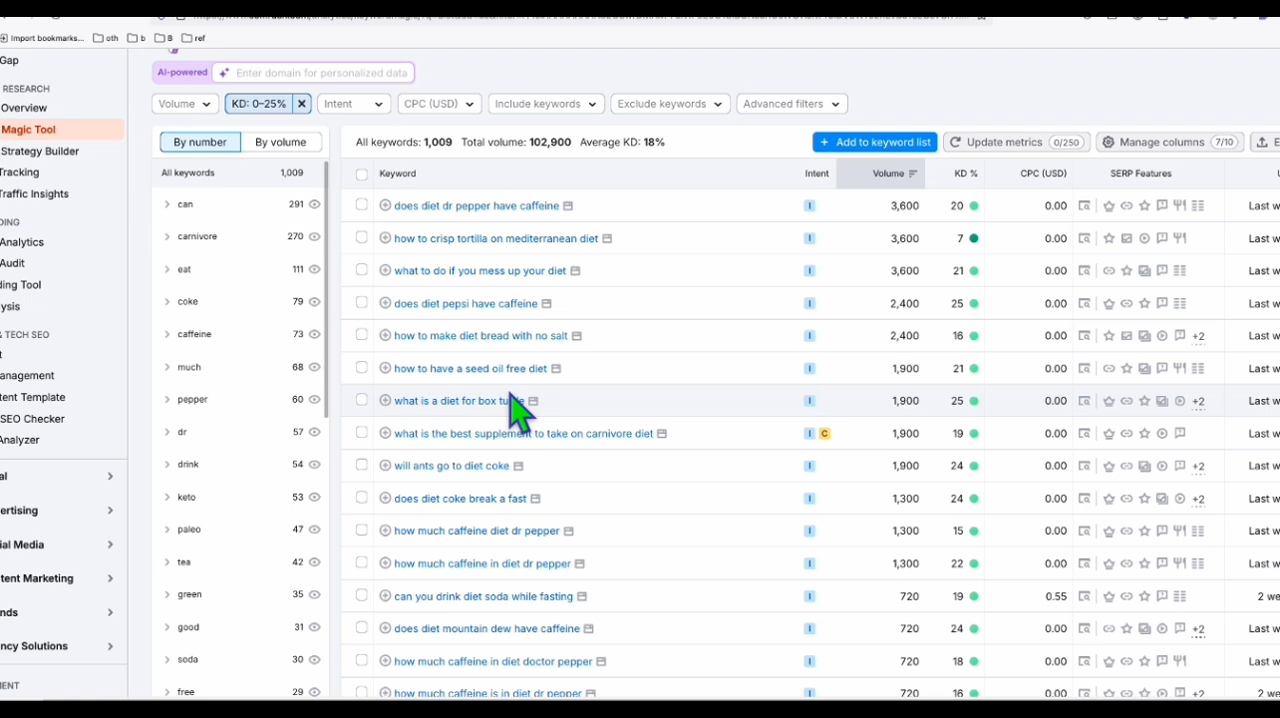 Import bookmarks... oth b B ref
Gap
RESEARCH
Overview
Magic Tool
Strategy Builder
Tracking
Traffic Insights
Analytics
Audit
Tool
& TECH SEO
Template
SEO Checker
Analyzer
Media
Marketing
Solutions
AI-powered Enter domain for personalized data
Volume KD: 0–25% Intent CPC (USD) Include keywords Exclude keywords Advanced filters
By number By volume
All keywords 1,009
can 291
carnivore 270
eat 111
coke 79
caffeine 73
much 68
pepper 60
dr 57
drink 54
keto 53
paleo 47
tea 42
green 35
good 31
soda 30
free 29
All keywords: 1,009 Total volume: 102,900 Average KD: 18%
+ Add to keyword list Update metrics 0/250 Manage columns 7/10
Keyword Intent Volume KD % CPC (USD) SERP Features
does diet dr pepper have caffeine I 3,600 20 0.00 Last w
how to crisp tortilla on mediterranean diet I 3,600 7 0.00 Last w
what to do if you mess up your diet I 3,600 21 0.00 Last w
does diet pepsi have caffeine I 2,400 25 0.00 Last w
how to make diet bread with no salt I 2,400 16 0.00 +2 Last w
how to have a seed oil free diet I 1,900 21 0.00 Last w
what is a diet for box I 1,900 25 0.00 +2 Last w
what is the best supplement to take on carnivore diet I C 1,900 19 0.00 Last w
will ants go to diet coke I 1,900 24 0.00 +2 Last w
does diet coke break a fast I 1,300 24 0.00 +2 Last w
how much caffeine diet dr pepper I 1,300 15 0.00 Last w
how much caffeine in diet dr pepper I 1,300 22 0.00 Last w
can you drink diet soda while fasting I 720 19 0.55 2 we
does diet mountain dew have caffeine I 720 24 0.00 +2 Last w
how much caffeine in diet doctor pepper I 720 18 0.00 Last w
how much caffeine is in diet dr pepper I 720 16 0.00 +2 2 we